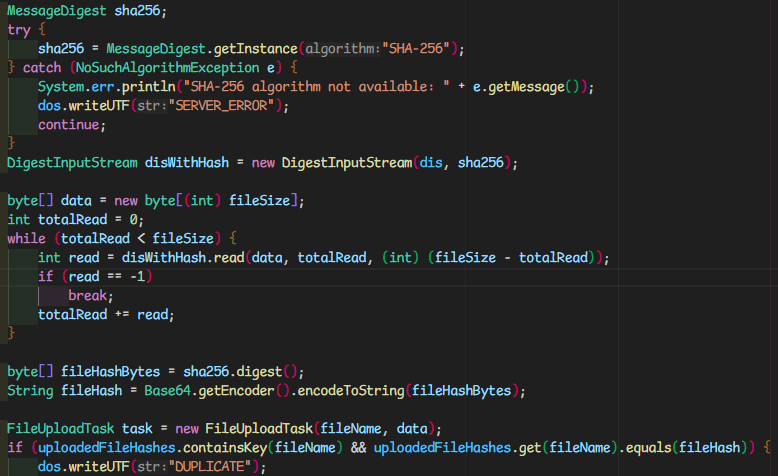 MessageDigest sha256;
try {
    sha256 = MessageDigest.getInstance(algorithm:"SHA-256");
} catch (NoSuchAlgorithmException e) {
    System.err.println("SHA-256 algorithm not available: " + e.getMessage());
    dos.writeUTF(str:"SERVER_ERROR");
    continue;
}
DigestInputStream disWithHash = new DigestInputStream(dis, sha256);

byte[] data = new byte[(int) fileSize];
int totalRead = 0;
while (totalRead < fileSize) {
    int read = disWithHash.read(data, totalRead, (int) (fileSize - totalRead));
    if (read == -1)
        break;
    totalRead += read;
}

byte[] fileHashBytes = sha256.digest();
String fileHash = Base64.getEncoder().encodeToString(fileHashBytes);

FileUploadTask task = new FileUploadTask(fileName, data);
if (uploadedFileHashes.containsKey(fileName) && uploadedFileHashes.get(fileName).equals(fileHash)) {
    dos.writeUTF(str:"DUPLICATE");